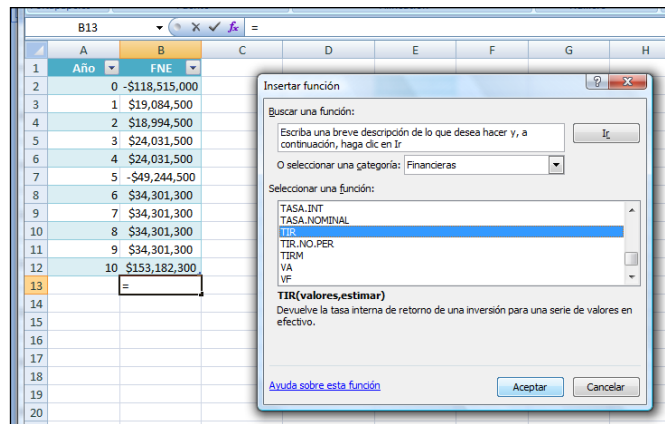 B13 fx =
A B C D E F G H
1 Año FNE
2 0 -$118,515,000
3 1 $19,084,500
4 2 $18,994,500
5 3 $24,031,500
6 4 $24,031,500
7 5 -$49,244,500
8 6 $34,301,300
9 7 $34,301,300
10 8 $34,301,300
11 9 $34,301,300
12 10 $153,182,300
13 =
14
15
16
17
18
19
20
Insertar función
Buscar una función:
Escriba una breve descripción de lo que desea hacer y, a
continuación, haga clic en Ir
Ir
O seleccionar una categoría: Financieras
Seleccionar una función:
TASA.INT
TASA.NOMINAL
TIR
TIR.NO.PER
TIRM
VA
VF
TIR(valores,estimar)
Devuelve la tasa interna de retorno de una inversión para una serie de valores en
efectivo.
Ayuda sobre esta función
Aceptar Cancelar